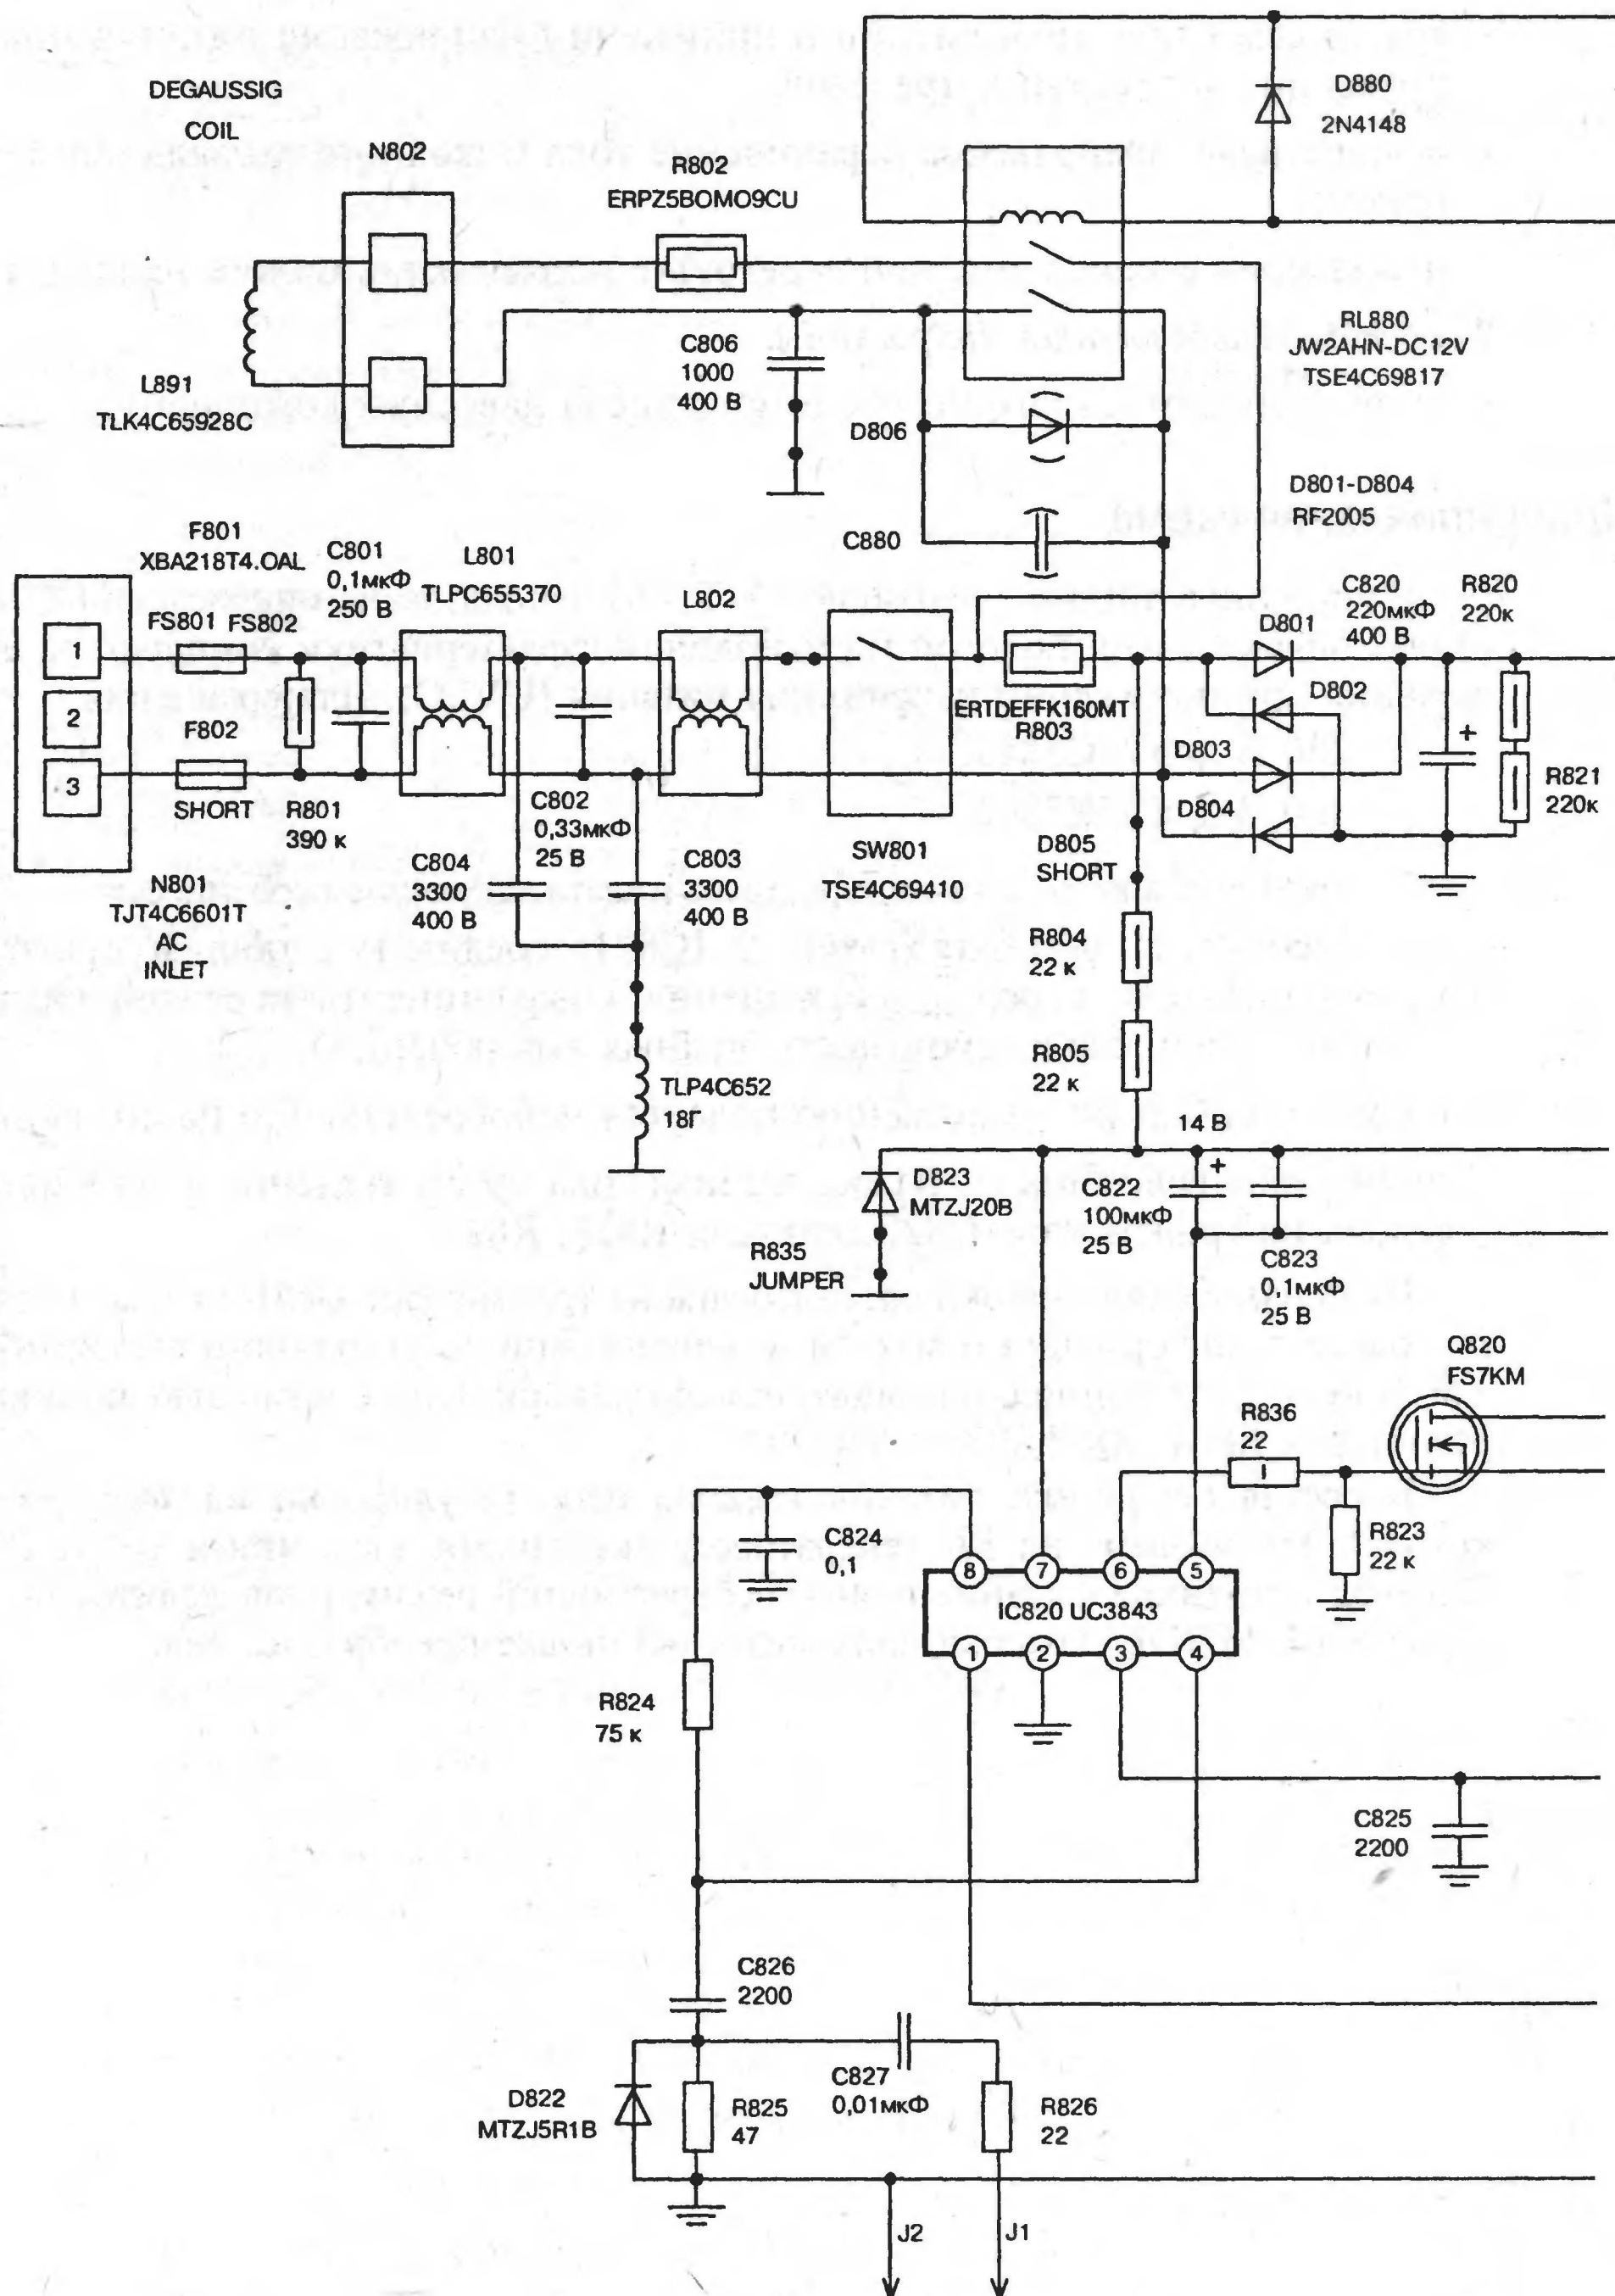 DEGAUSSIG
COIL
N802
R802
ERPZ5BOMO9CU
D880
2N4148
L891
TLK4C65928C
C806
1000
400 В
RL880
JW2AHN-DC12V
TSE4C69817
D806
D801-D804
RF2005
C880
F801
XBA218T4.OAL
C801
0,1мкФ
250 В
L801
TLPC655370
L802
C820
220мкФ
400 В
R820
220к
FS801 FS802
D801
1
2
3
F802
SHORT
R801
390 к
D802
ERTDEFFK160MT
R803
D803
D804
+
R821
220к
N801
TJT4C6601T
AC
INLET
C804
3300
400 В
C802
0,33мкФ
25 В
C803
3300
400 В
SW801
TSE4C69410
D805
SHORT
R804
22 к
R805
22 к
TLP4C652
18Г
14 В
D823
MTZJ20B
R835
JUMPER
C822
100мкФ
25 В
+
C823
0,1мкФ
25 В
Q820
FS7KM
R836
22
R823
22 к
C824
0,1
8 7 6 5
IC820 UC3843
1 2 3 4
R824
75 к
C825
2200
C826
2200
D822
MTZJ5R1B
R825
47
C827
0,01мкФ
R826
22
J2
J1